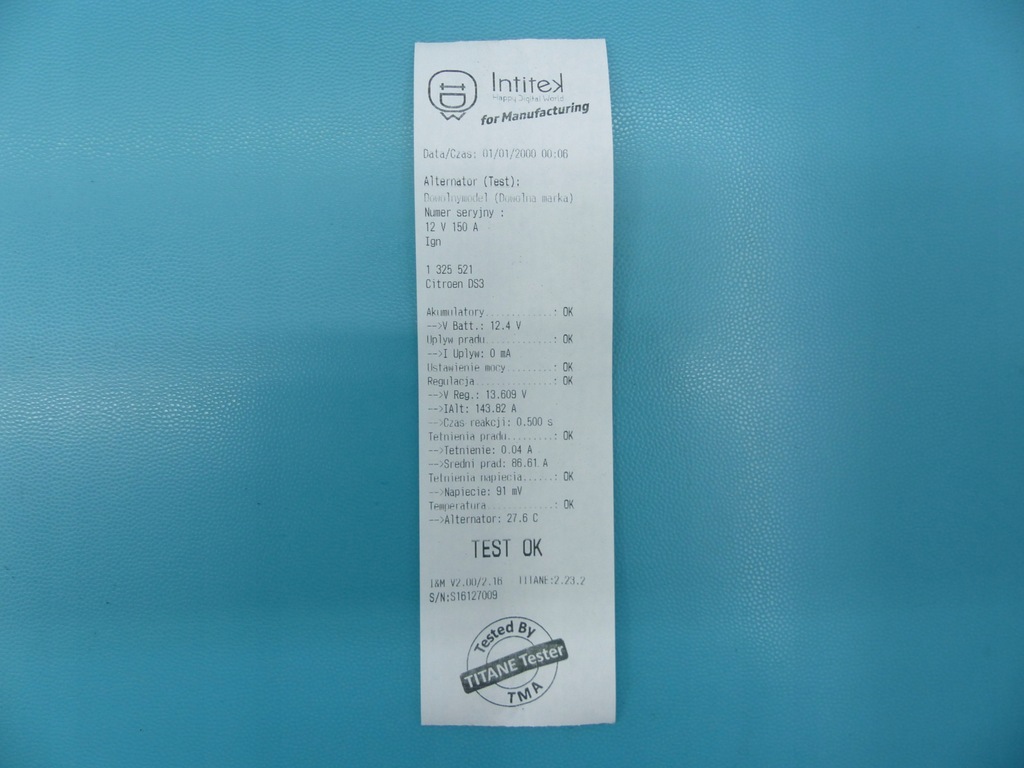 Intitek
Happy Digital World
for Manufacturing
Data/Czas: 01/01/2000 00:06
Alternator (Test):
Dowolnymodel (Dowolna marka)
Numer seryjny :
12 V 150 A
Ign
1 325 521
Citroen DS3
Akumulatory............: OK
-->V Batt.: 12.4 V
Uplyw pradu............: OK
-->I Uplyw: 0 mA
Ustawienie mocy........: OK
Regulacja..............: OK
-->V Reg.: 13.609 V
-->IAlt: 143.82 A
-->Czas reakcji: 0.500 s
Tetnienia pradu........: OK
-->Tetnienie: 0.04 A
-->Sredni prad: 86.61 A
Tetnienia napiecia.....: OK
-->Napiecie: 91 mV
Temperatura............: OK
-->Alternator: 27.6 C
TEST OK
I&M V2.00/2.16 TITANE:2.23.2
S/N:S16127009
Tested By
TITANE Tester
TMA